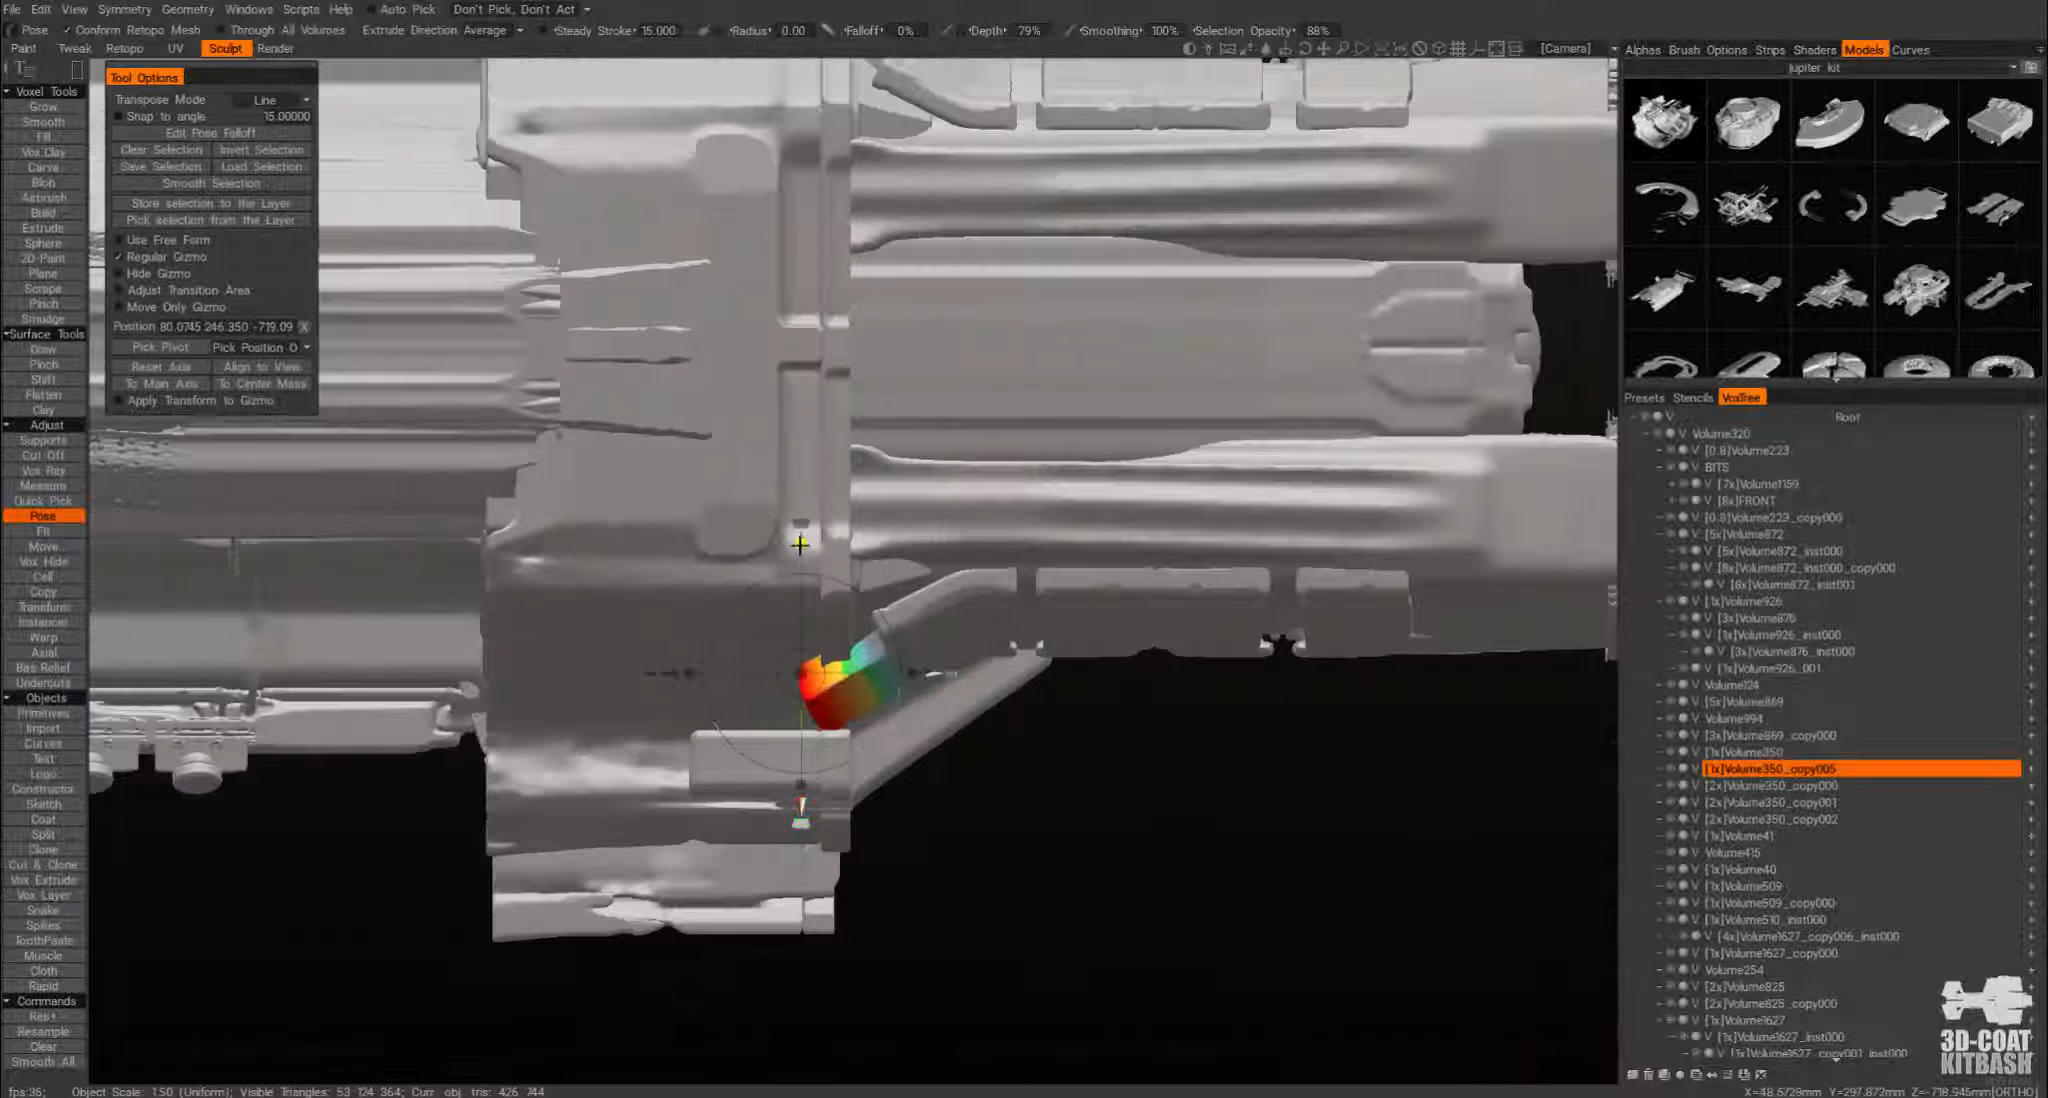 File Edit View Symmetry Geometry Windows Scripts Help Auto Pick Don't Pick, Don't Act
Pose Conform Retopo Mesh Through All Volumes Extrude Direction Average Steady Stroke 15.000 Radius 0.00 Falloff 0% Depth 79% Smoothing 100% Selection Opacity 88%
Paint Tweak Retopo UV Sculpt Render [Camera] Alphas Brush Options Strips Shaders Models Curves
jupiter kit
Voxel Tools
Grow
Smooth
Fill
Vox Clay
Carve
Blob
Airbrush
Build
Extrude
Sphere
2D-Paint
Plane
Scrape
Pinch
Smudge
Surface Tools
Draw
Pinch
Shift
Flatten
Clay
Adjust
Supports
Cut Off
Vox Ray
Measure
Quick Pick
Pose
Fit
Move
Vox Hide
Cell
Copy
Transform
Instancer
Warp
Axial
Bas Relief
Undercuts
Objects
Primitives
Import
Curves
Text
Logo
Constructor
Sketch
Coat
Split
Clone
Cut & Clone
Vox Extrude
Vox Layer
Snake
Spikes
ToothPaste
Muscle
Cloth
Rapid
Commands
Res+
Resample
Clear
Smooth All
Tool Options
Transpose Mode Line
Snap to angle 15.00000
Edit Pose Falloff
Clear Selection Invert Selection
Save Selection Load Selection
Smooth Selection
Store selection to the Layer
Pick selection from the Layer
Use Free Form
Regular Gizmo
Hide Gizmo
Adjust Transition Area
Move Only Gizmo
Position 80.0745 246.350 -719.09 X
Pick Pivot Pick Position O
Reset Axis Align to View
To Main Axis To Center Mass
Apply Transform to Gizmo
Presets Stencils VoxTree
V Root
V Volume320
V [0.8]Volume223
V BITS
V [7x]Volume1159
V [8x]FRONT
V [0.8]Volume223_copy000
V [5x]Volume872
V [5x]Volume872_inst000
V [8x]Volume872_inst000_copy000
V [6x]Volume872_inst001
V [1x]Volume926
V [3x]Volume876
V [1x]Volume926_inst000
V [3x]Volume876_inst000
V [1x]Volume926_001
V Volume124
V [5x]Volume869
V Volume994
V [3x]Volume869_copy000
V [1x]Volume350
V [1x]Volume350_copy005
V [2x]Volume350_copy000
V [2x]Volume350_copy001
V [2x]Volume350_copy002
V [1x]Volume41
V Volume415
V [1x]Volume40
V [1x]Volume509
V [1x]Volume509_copy000
V [1x]Volume510_inst000
V [4x]Volume1627_copy006_inst000
V [1x]Volume1627_copy000
V Volume254
V [2x]Volume825
V [2x]Volume825_copy000
V [1x]Volume1627
V [1x]Volume1627_inst000
V [1x]Volume1627_copy001_inst000
3D-COAT
KITBASH
fps:36; Object Scale: 1.50 (Uniform); Visible Triangles: 53 124 364; Curr obj tris: 426 744 X=48.5729mm Y=297.872mm Z=-718.945mm[ORTHO]